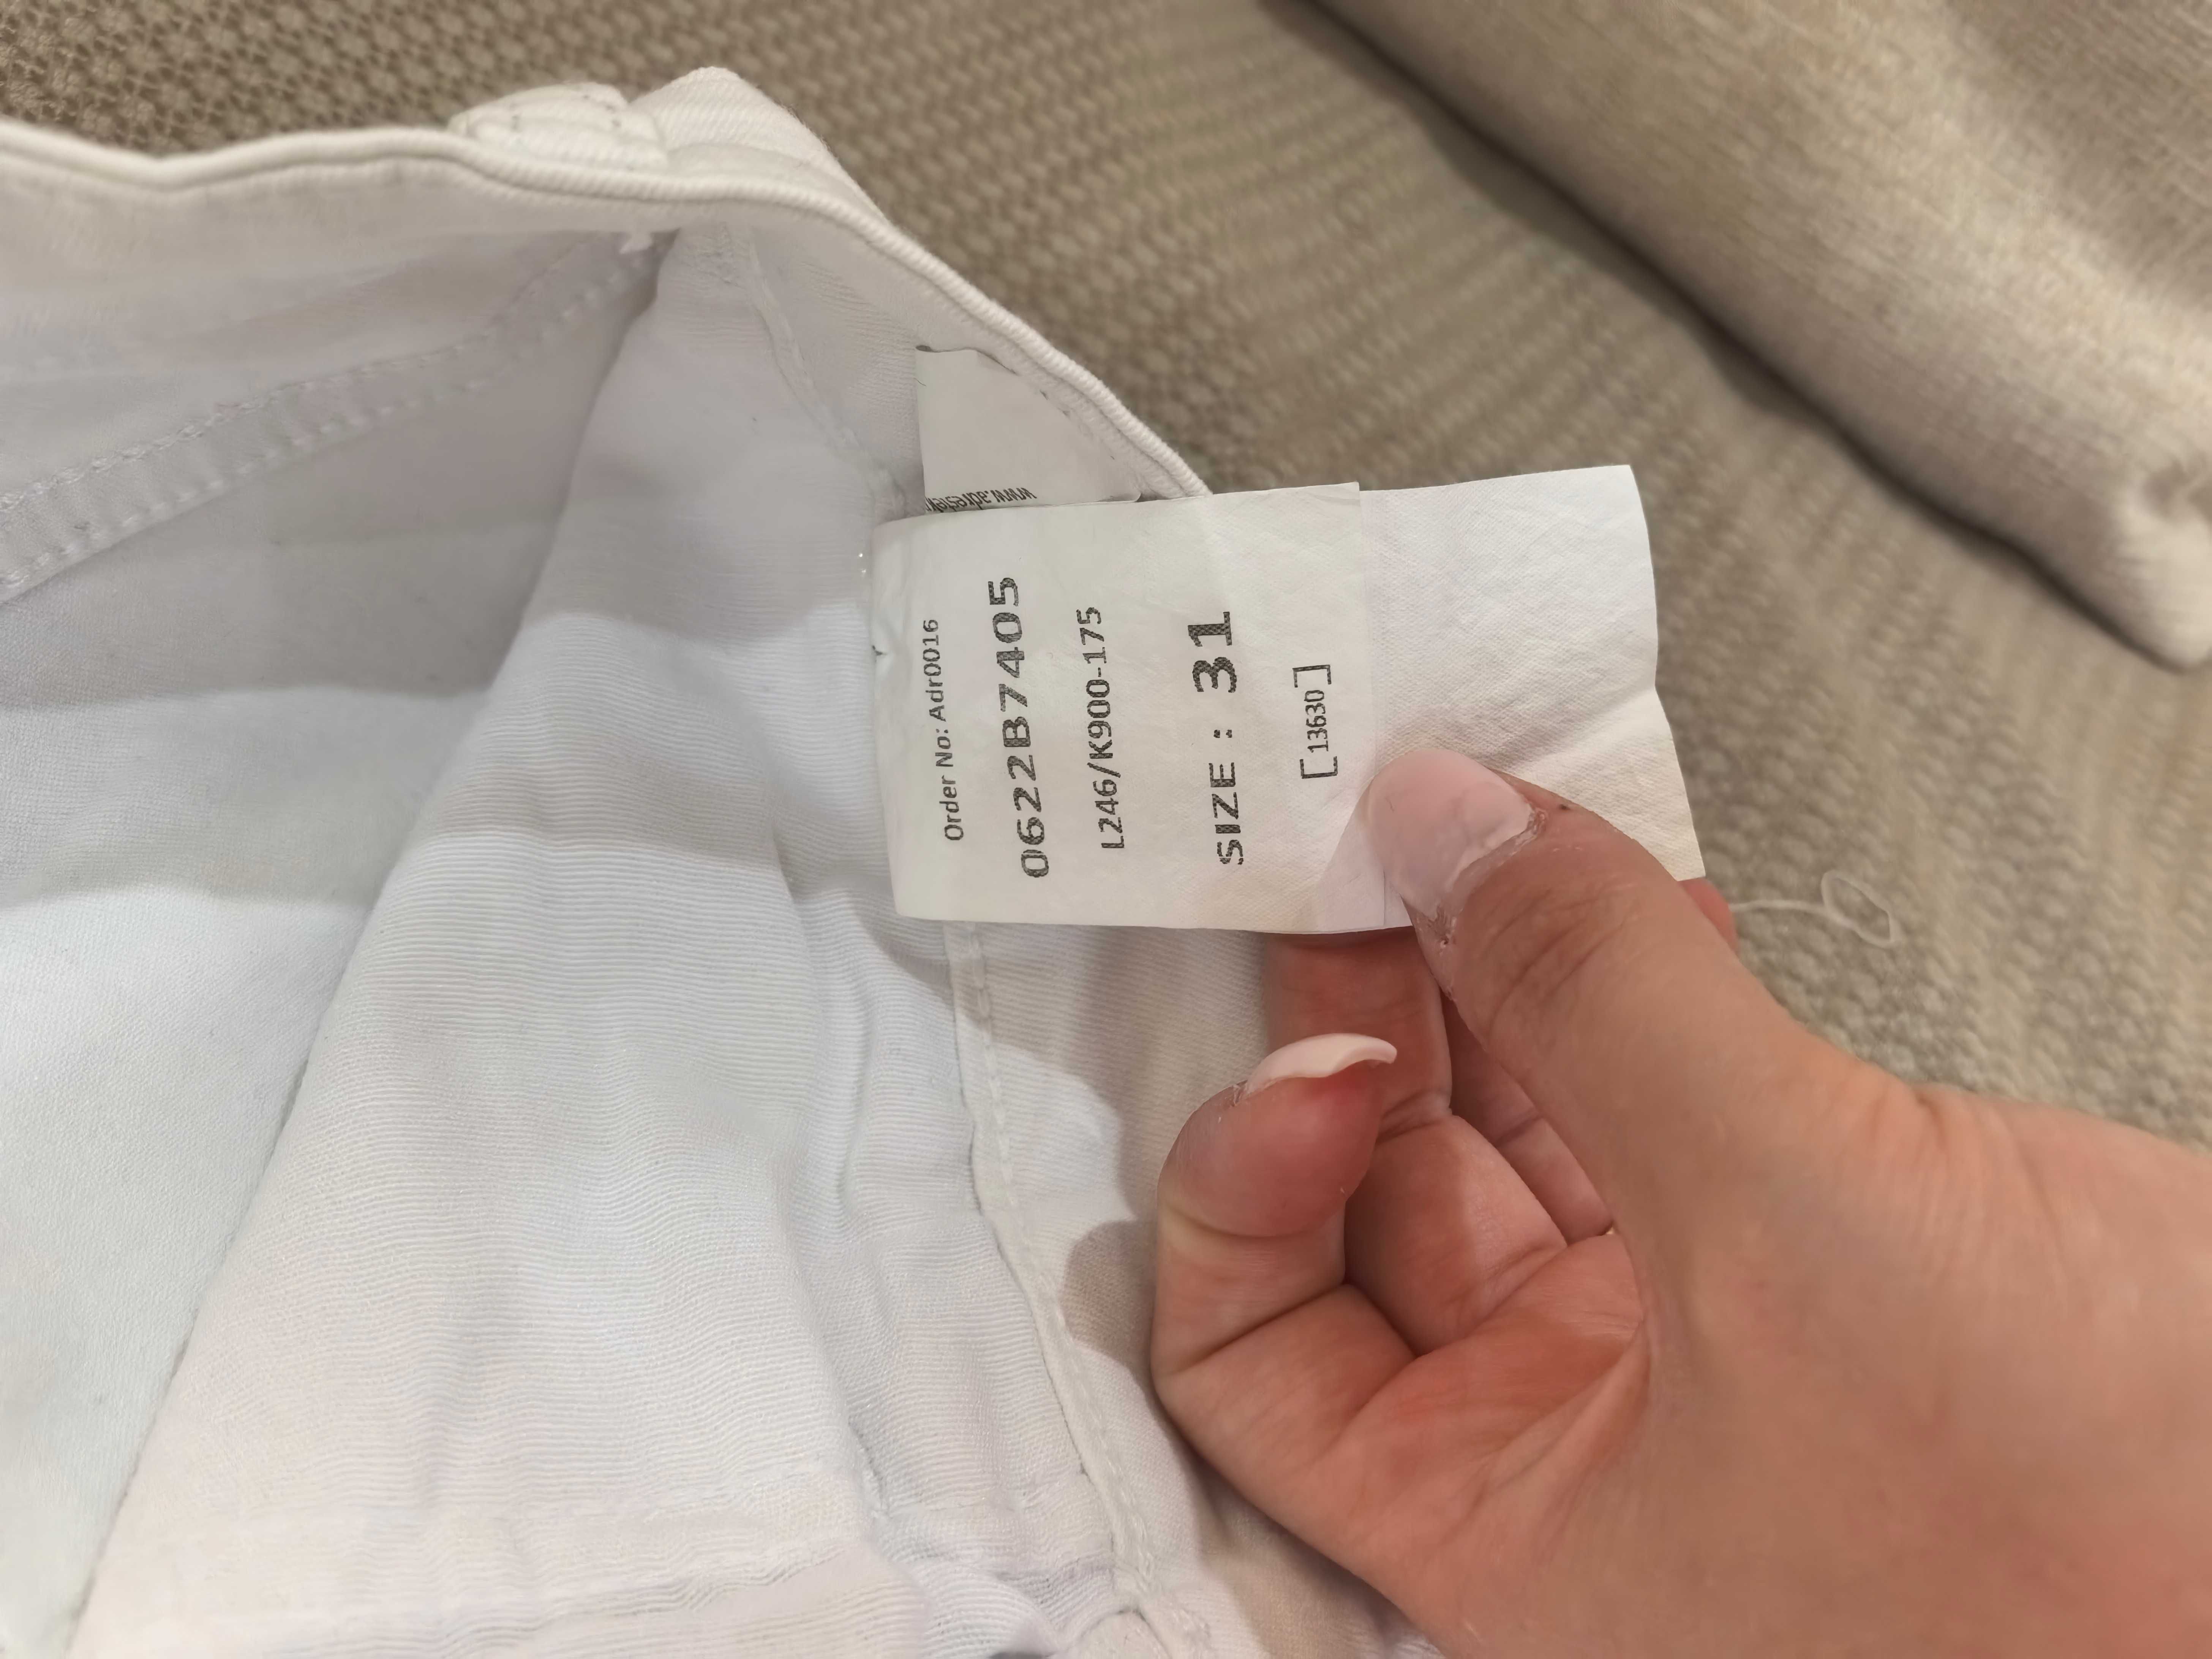 Order No: Adr0016
0622B7405
L246/K900-175
SIZE : 31
[13630]